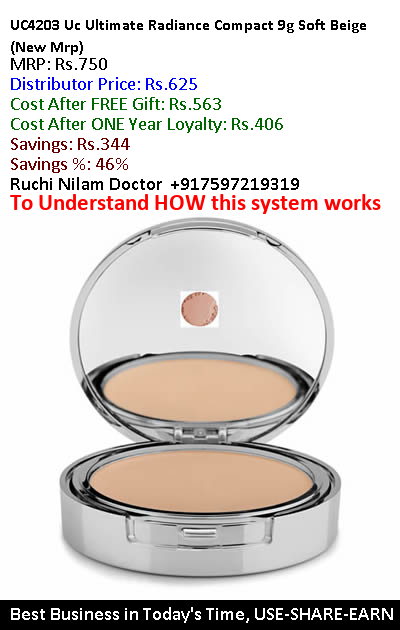 UC4203 Uc Ultimate Radiance Compact 9g Soft Beige
(New Mrp)
MRP: Rs.750
Distributor Price: Rs.625
Cost After FREE Gift: Rs.563
Cost After ONE Year Loyalty: Rs.406
Savings: Rs.344
Savings %: 46%
Ruchi Nilam Doctor  +917597219319
To Understand HOW this system works
Best Business in Today's Time, USE-SHARE-EARN